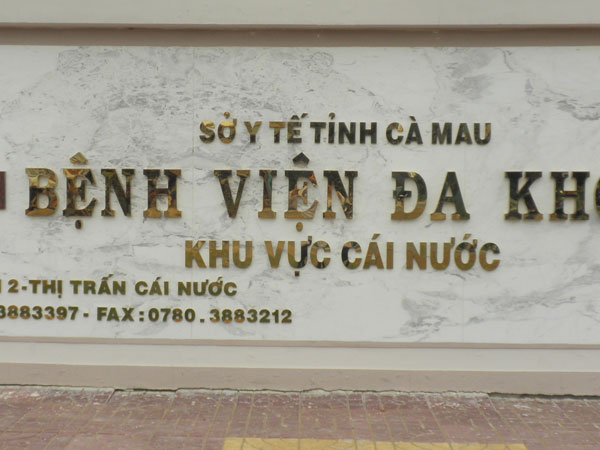 SỞ Y TẾ TỈNH CÀ MAU
BỆNH VIỆN ĐA
KHU VỰC CÁI NƯỚC
2-THỊ TRẤN CÁI NƯỚC
3883397 - FAX : 0780 . 3883212